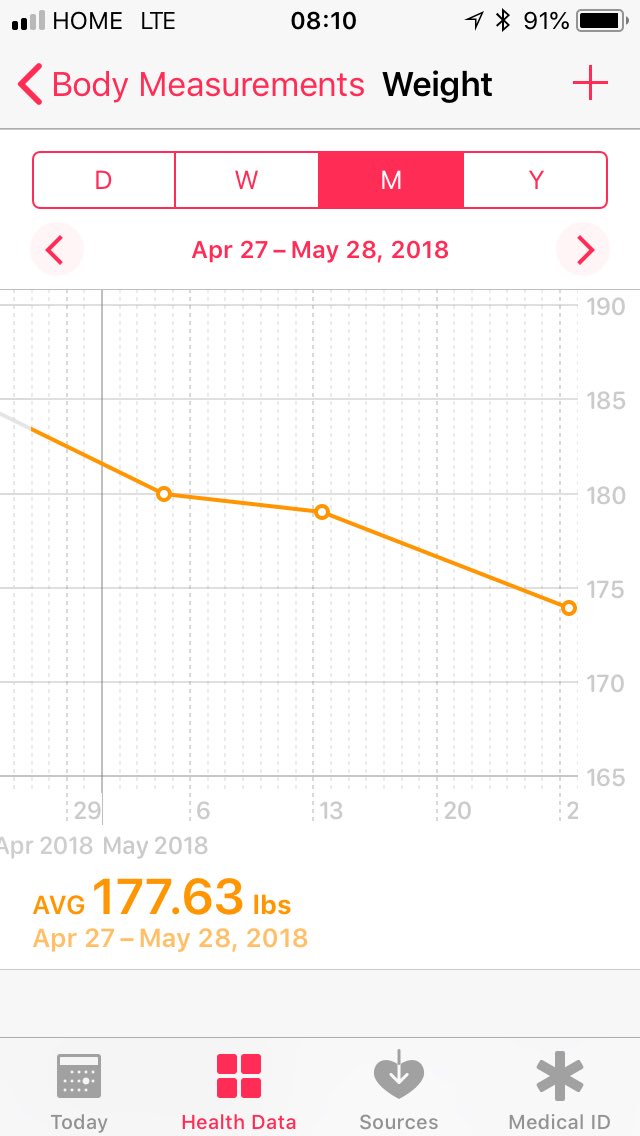 HOME LTE 08:10 91%
Body Measurements Weight
D W M Y
Apr 27 – May 28, 2018
190
185
180
175
170
165
29 6 13 20 2
Apr 2018 May 2018
AVG 177.63 lbs
Apr 27 – May 28, 2018
Today Health Data Sources Medical ID